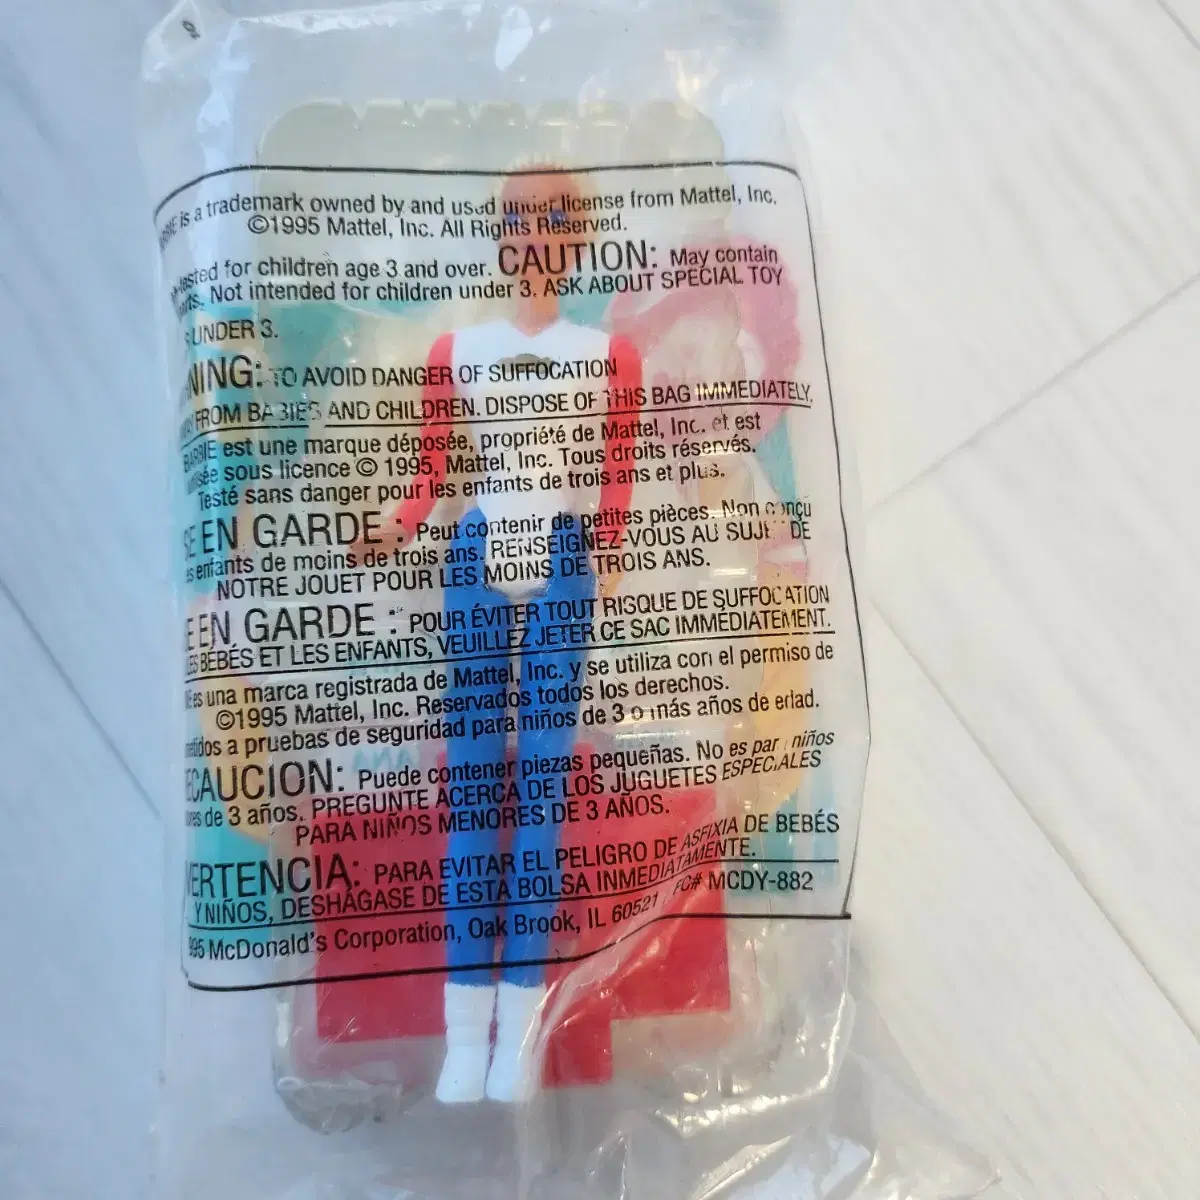 is a trademark owned by and used under license from Mattel, Inc.
©1995 Mattel, Inc. All Rights Reserved.
for children age 3 and over. CAUTION: May contain
Not intended for children under 3. ASK ABOUT SPECIAL TOY
UNDER 3.
NING: TO AVOID DANGER OF SUFFOCATION
FROM BABIES AND CHILDREN. DISPOSE OF THIS BAG IMMEDIATELY.
BARBIE est une marque déposée, propriété de Mattel, Inc. et est
sée sous licence © 1995, Mattel, Inc. Tous droits réservés.
Testé sans danger pour les enfants de trois ans et plus.
SE EN GARDE : Peut contenir de petites pièces. Non conçu
enfants de moins de trois ans. RENSEIGNEZ-VOUS AU SUJET DE
NOTRE JOUET POUR LES MOINS DE TROIS ANS.
E EN GARDE : POUR ÉVITER TOUT RISQUE DE SUFFOCATION
LES BÉBÉS ET LES ENFANTS, VEUILLEZ JETER CE SAC IMMÉDIATEMENT.
es una marca registrada de Mattel, Inc. y se utiliza con el permiso de
©1995 Mattel, Inc. Reservados todos los derechos.
a pruebas de seguridad para niños de 3 o más años de edad.
ECAUCION: Puede contener piezas pequeñas. No es par niños
de 3 años. PREGUNTE ACERCA DE LOS JUGUETES ESPECIALES
PARA NIÑOS MENORES DE 3 AÑOS.
VERTENCIA: PARA EVITAR EL PELIGRO DE ASFIXIA DE BEBÉS
Y NIÑOS, DESHÁGASE DE ESTA BOLSA INMEDIATAMENTE.
995 McDonald's Corporation, Oak Brook, IL 60521 FC# MCDY-882